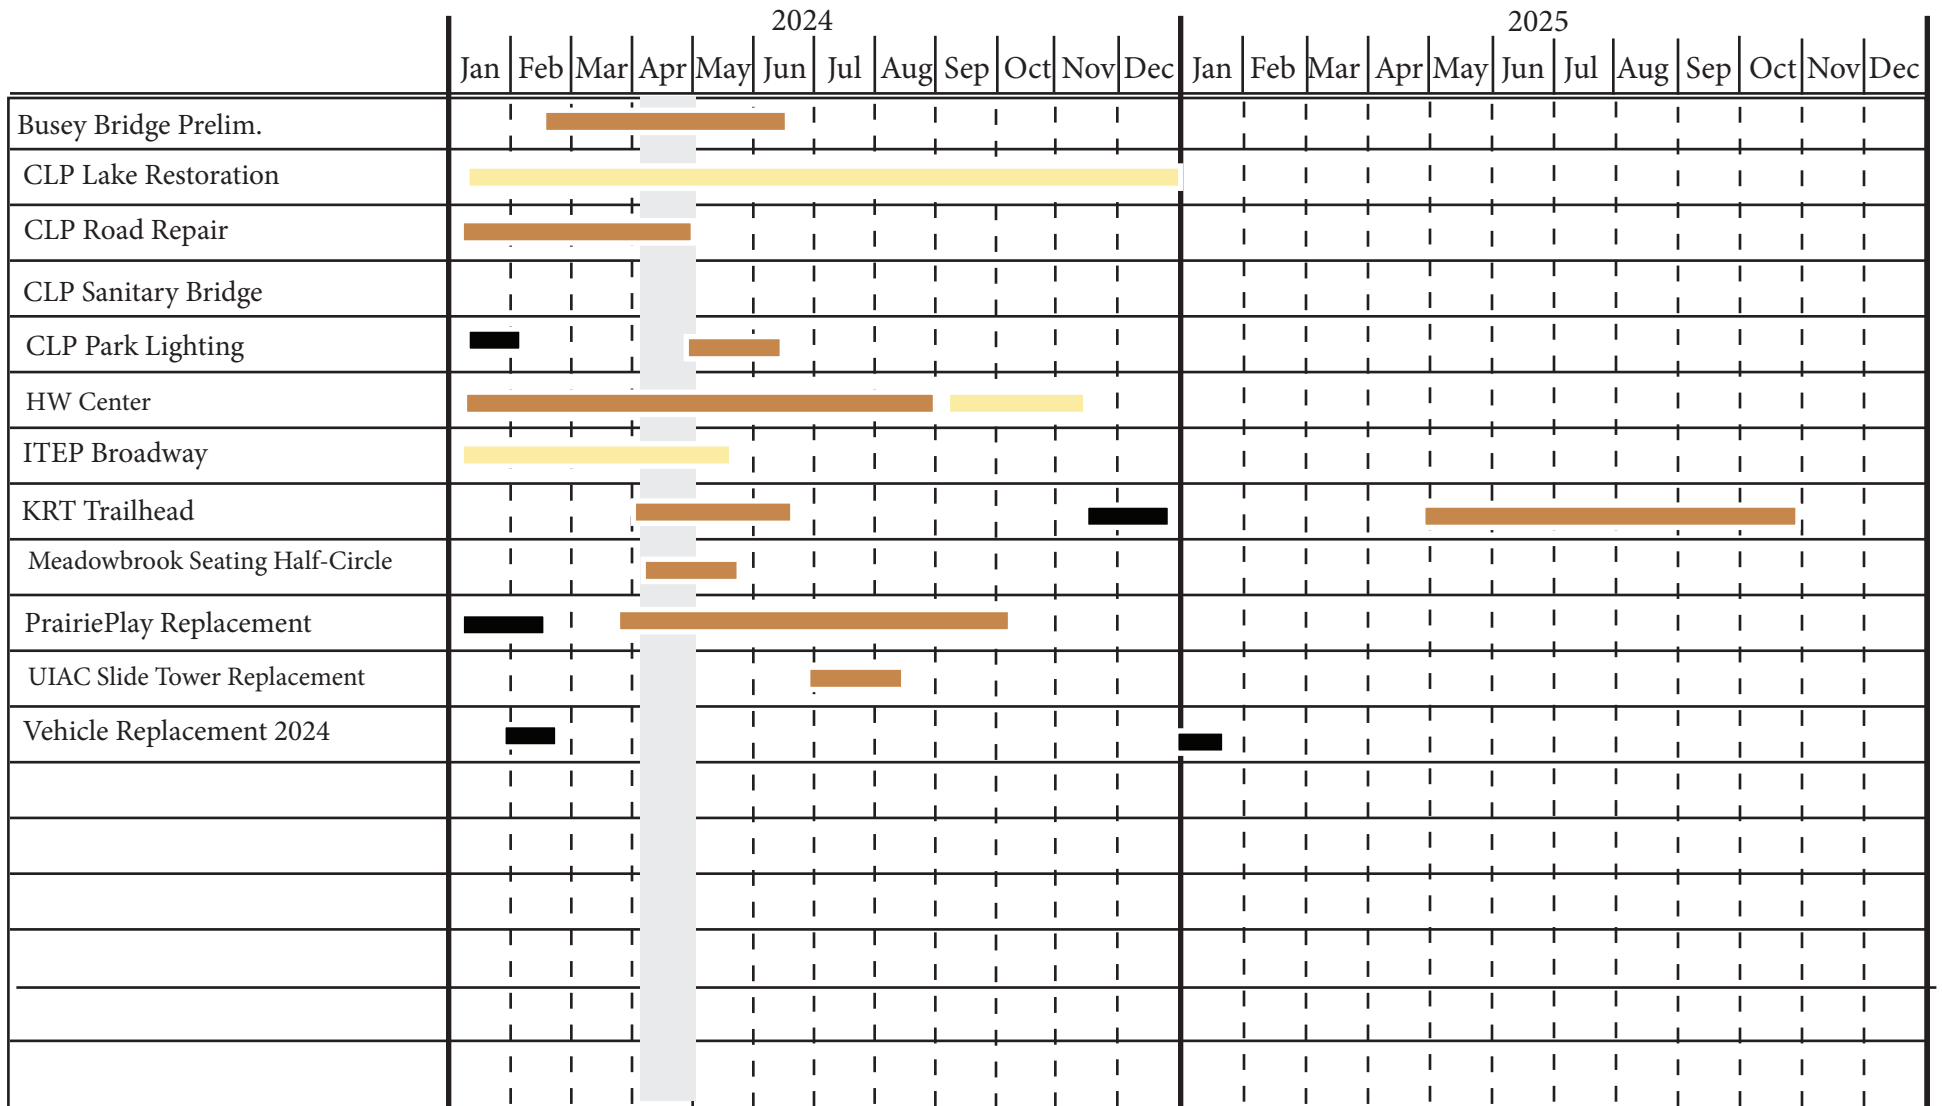 2024 2025
Jan Feb Mar Apr May Jun Jul Aug Sep Oct Nov Dec Jan Feb Mar Apr May Jun Jul Aug Sep Oct Nov Dec
Busey Bridge Prelim.
CLP Lake Restoration
CLP Road Repair
CLP Sanitary Bridge
CLP Park Lighting
HW Center
ITEP Broadway
KRT Trailhead
Meadowbrook Seating Half-Circle
PrairiePlay Replacement
UIAC Slide Tower Replacement
Vehicle Replacement 2024